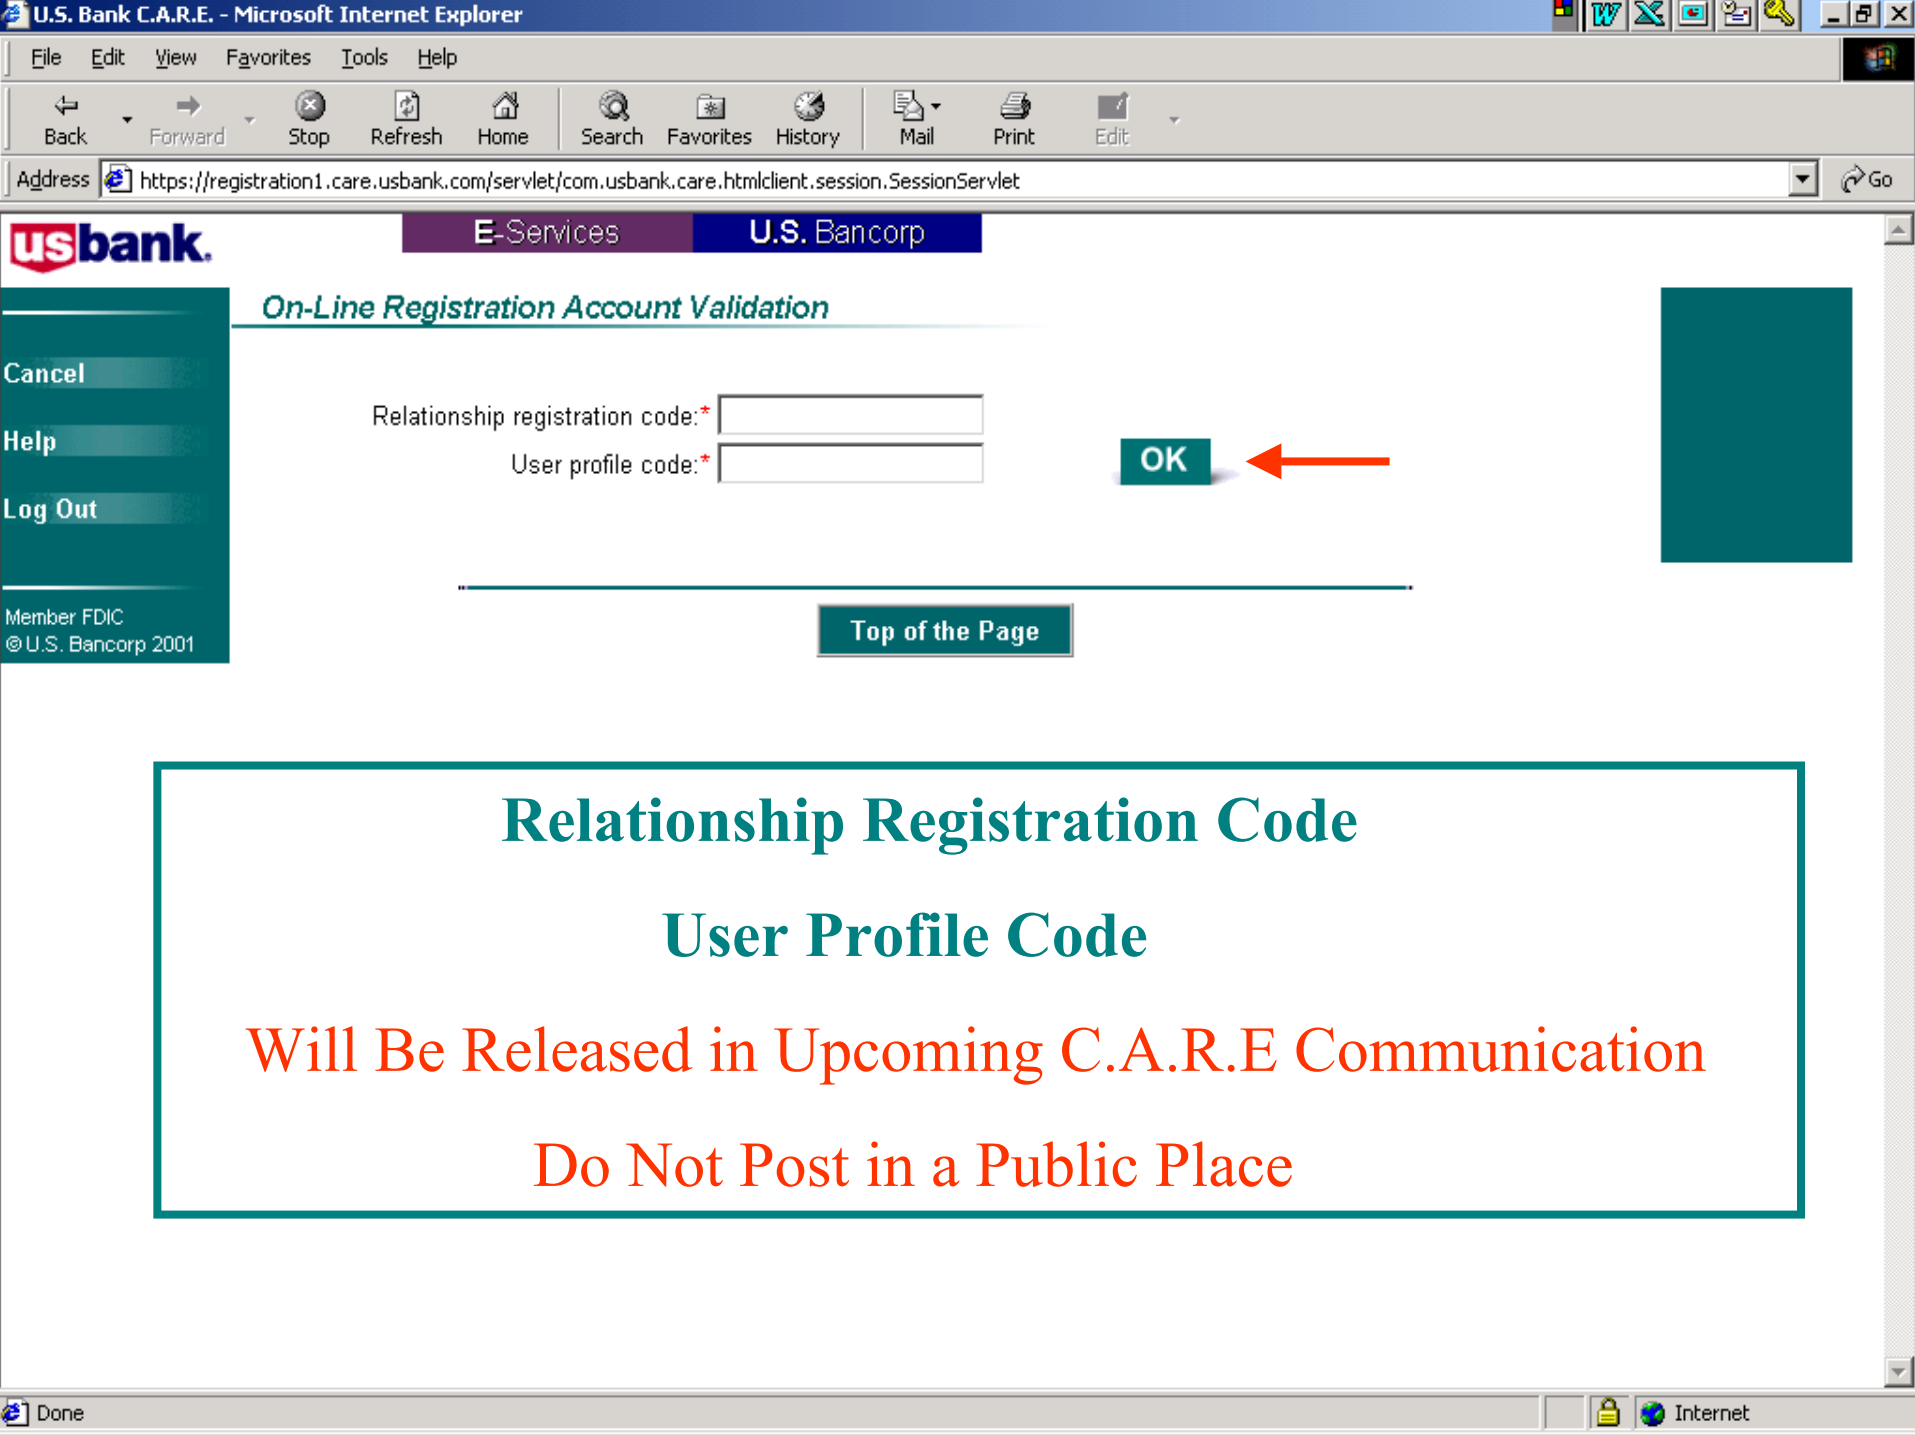 U.S. Bank C.A.R.E. - Microsoft Internet Explorer
File Edit View Favorites Tools Help
Back Forward Stop Refresh Home Search Favorites History Mail Print Edit
Address https://registration1.care.usbank.com/servlet/com.usbank.care.htmlclient.session.SessionServlet Go
usbank.
E-Services U.S. Bancorp
On-Line Registration Account Validation
Cancel
Help
Log Out
Member FDIC
© U.S. Bancorp 2001
Relationship registration code:*
User profile code:*
OK
Top of the Page
Relationship Registration Code
User Profile Code
Will Be Released in Upcoming C.A.R.E Communication
Do Not Post in a Public Place
Done Internet